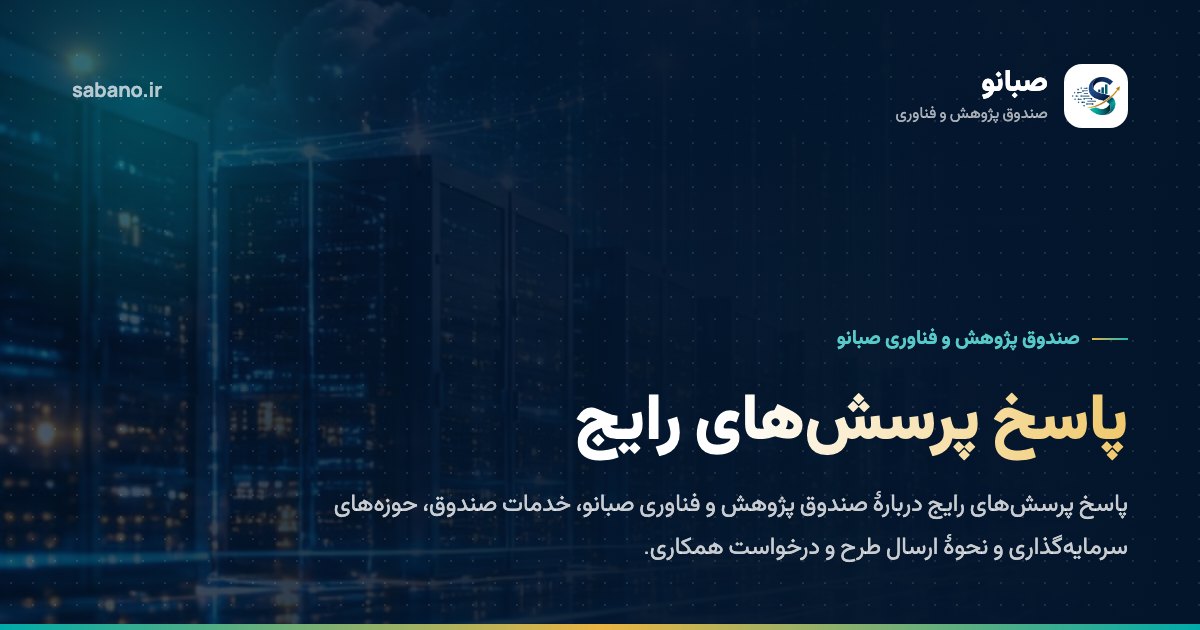 صبانو
صندوق پژوهش و فناوری
sabano.ir
صندوق پژوهش و فناوری صبانو
پاسخ پرسش‌های رایج
پاسخ پرسش‌های رایج دربارهٔ صندوق پژوهش و فناوری صبانو، خدمات صندوق، حوزه‌های
سرمایه‌گذاری و نحوهٔ ارسال طرح و درخواست همکاری.